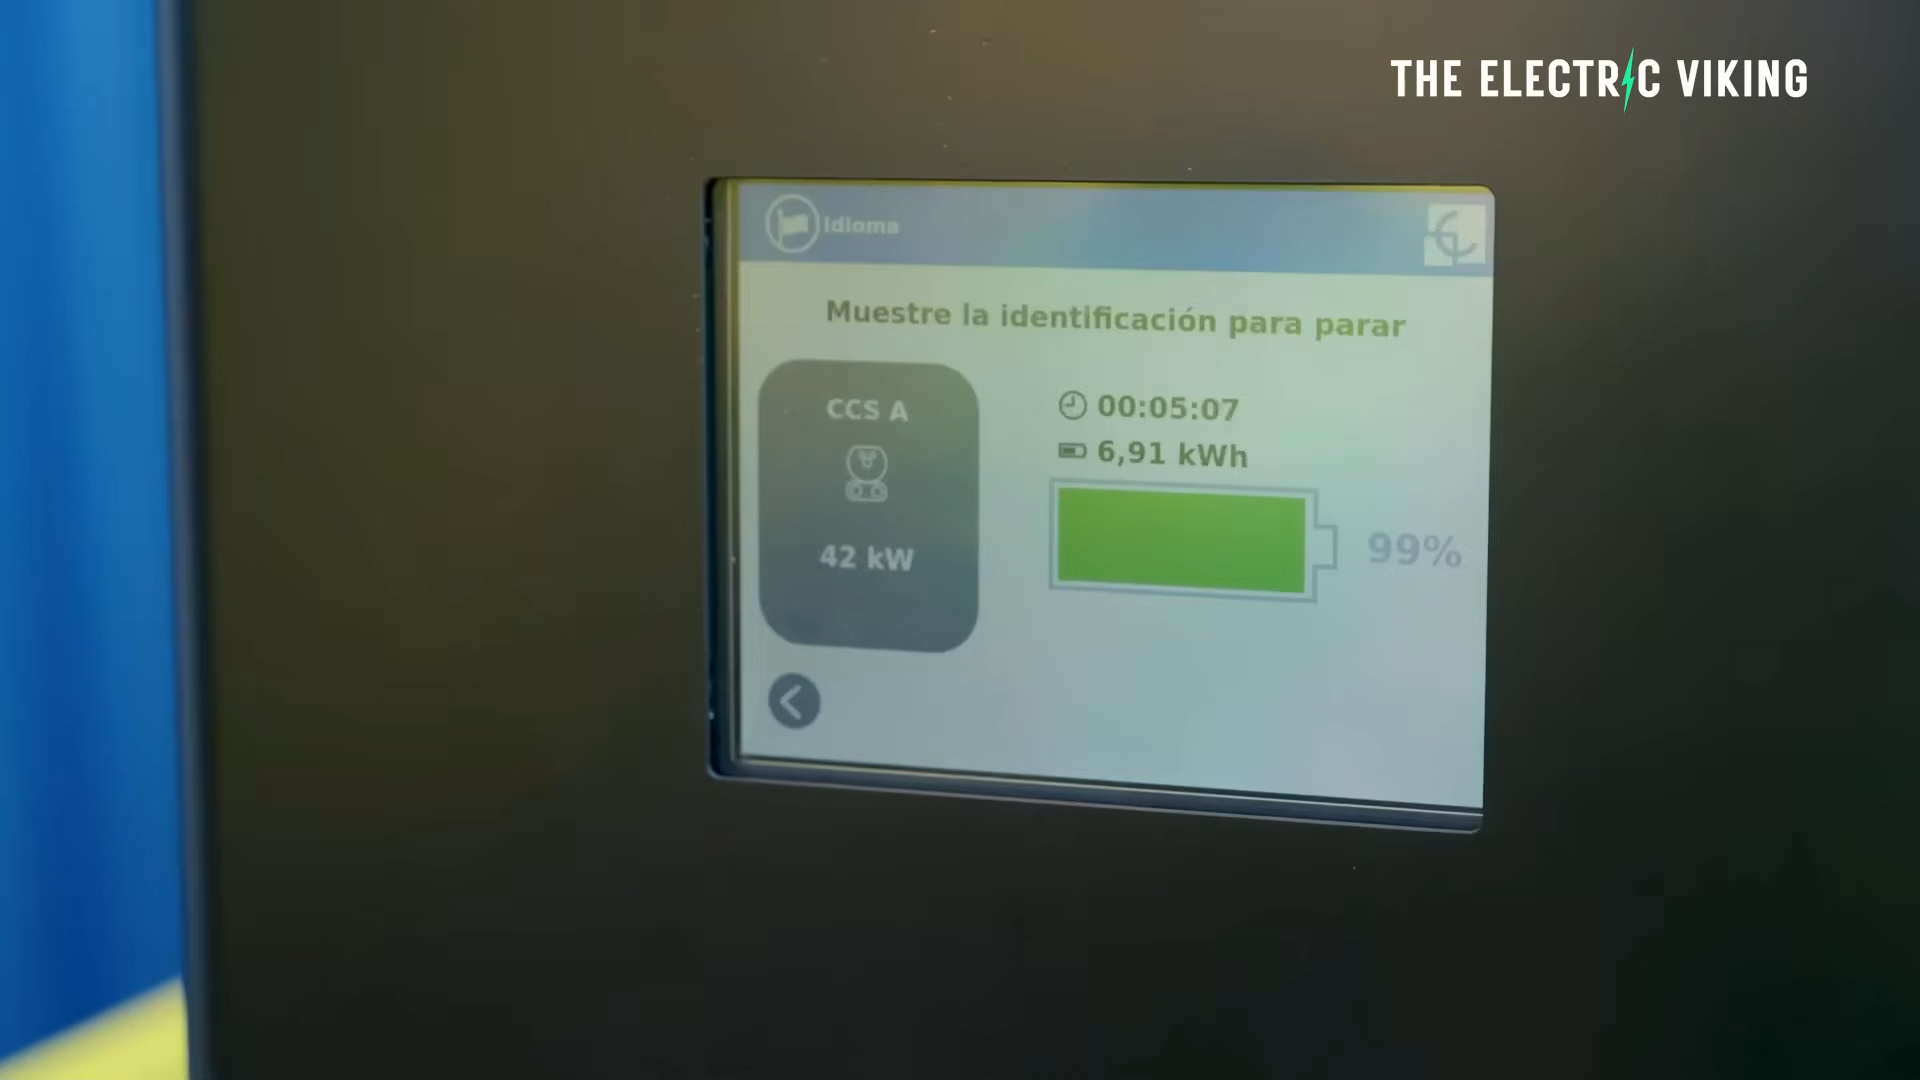 THE ELECTRIC VIKING
Idioma
Muestre la identificación para parar
CCS A
00:05:07
6,91 kWh
42 kW
99%